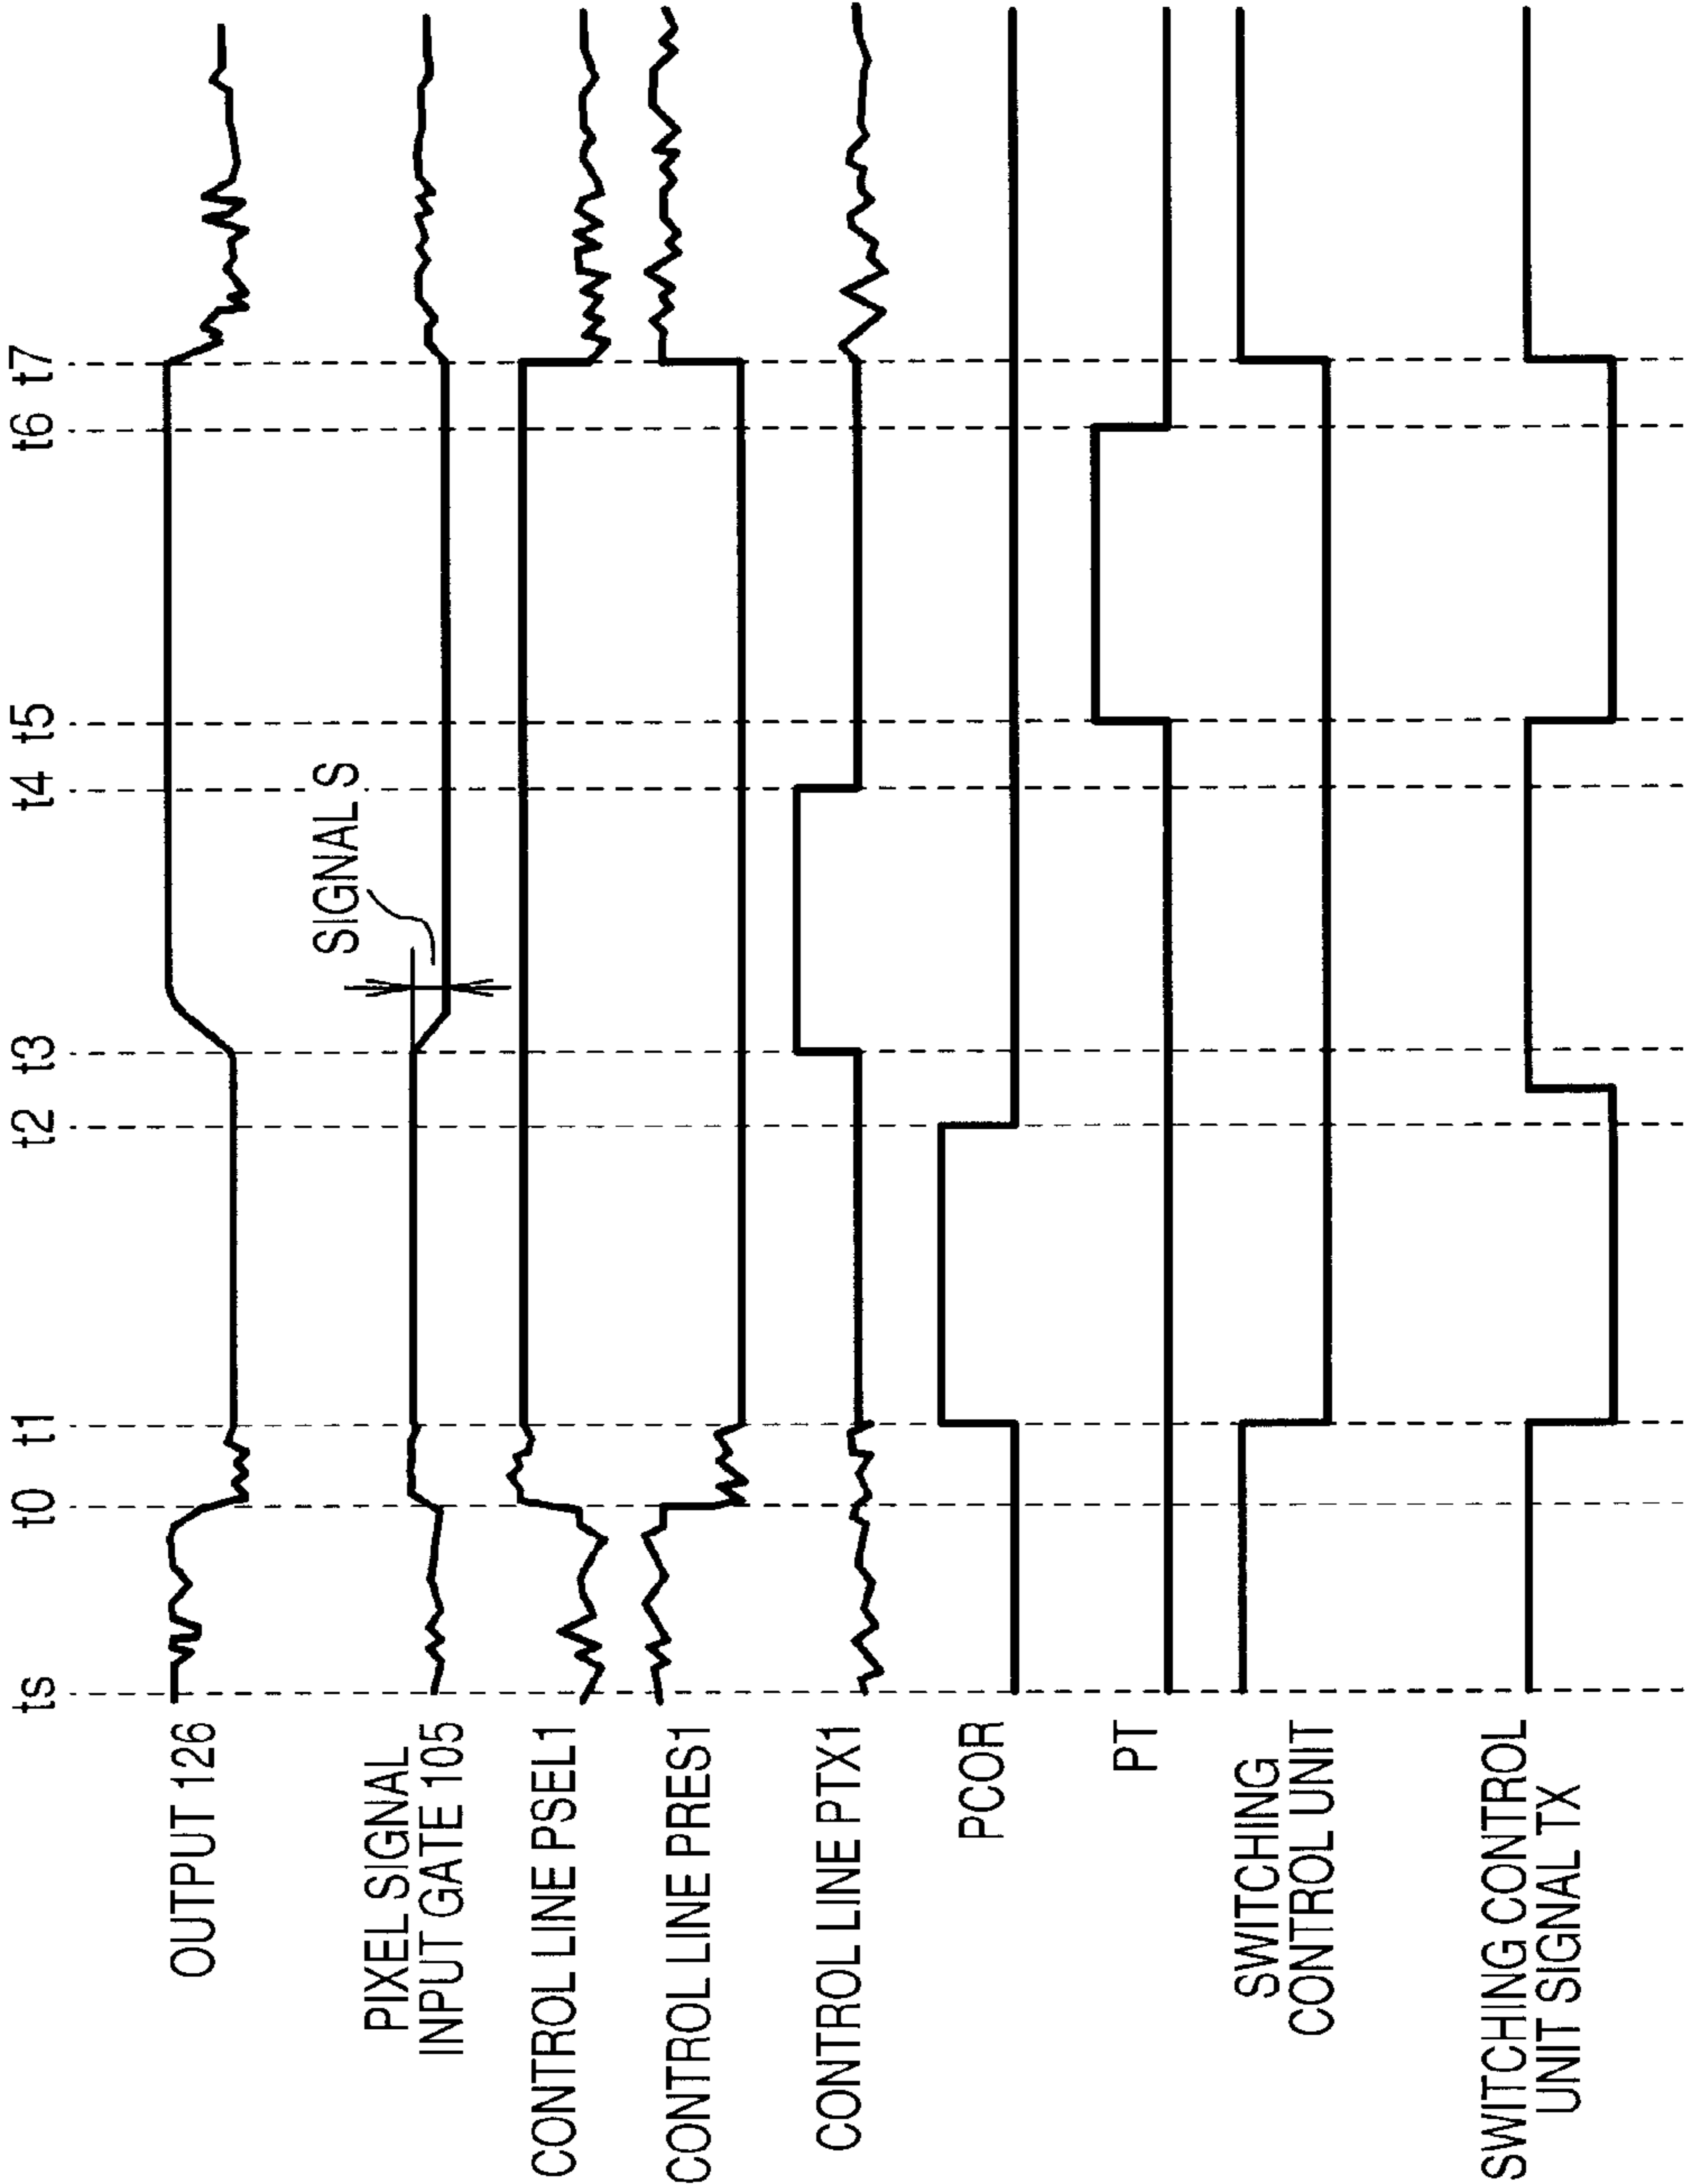 ts t0 t1 t2 t3 t4 t5 t6 t7
OUTPUT 126
PIXEL SIGNAL
INPUT GATE 105
SIGNAL S
CONTROL LINE PSEL1
CONTROL LINE PRES1
CONTROL LINE PTX1
PCOR
PT
SWITCHING
CONTROL UNIT
SWITCHING CONTROL
UNIT SIGNAL TX